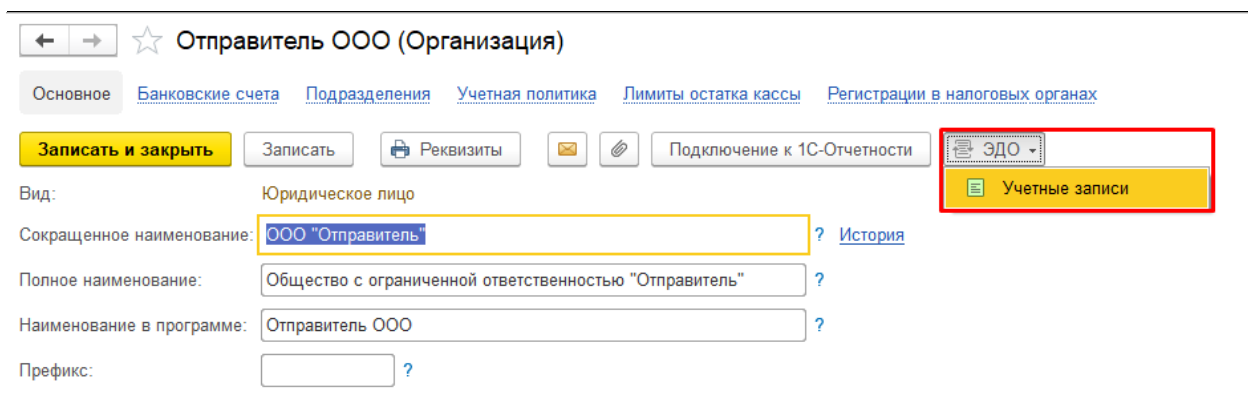 Отправитель ООО (Организация)
Основное Банковские счета Подразделения Учетная политика Лимиты остатка кассы Регистрации в налоговых органах
Записать и закрыть Записать Реквизиты Подключение к 1С-Отчетности ЭДО
Учетные записи
Вид: Юридическое лицо
Сокращенное наименование: ООО "Отправитель" ? История
Полное наименование: Общество с ограниченной ответственностью "Отправитель" ?
Наименование в программе: Отправитель ООО ?
Префикс: ?